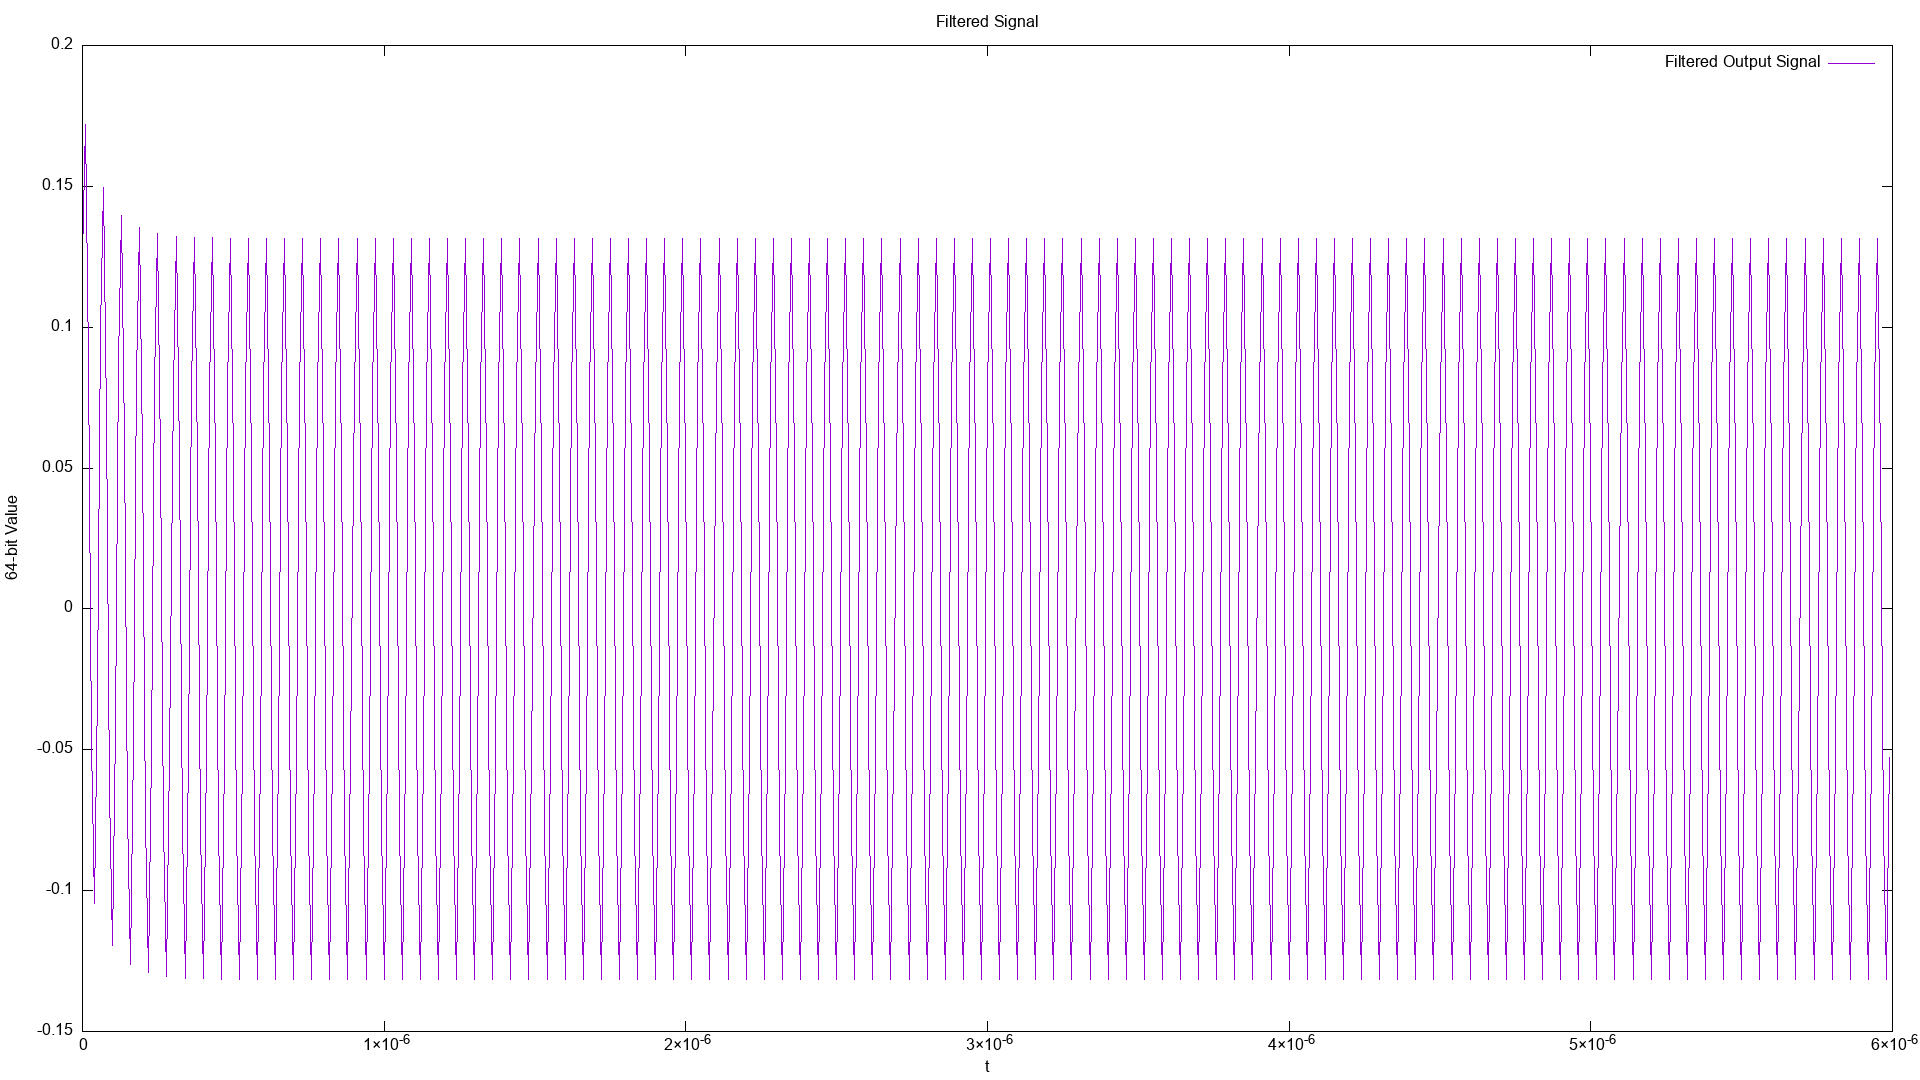 Filtered Signal
Filtered Output Signal
0.2
0.15
0.1
0.05
0
-0.05
-0.1
-0.15
64-bit Value
0 1×10⁻⁶ 2×10⁻⁶ 3×10⁻⁶ 4×10⁻⁶ 5×10⁻⁶ 6×10⁻⁶
t